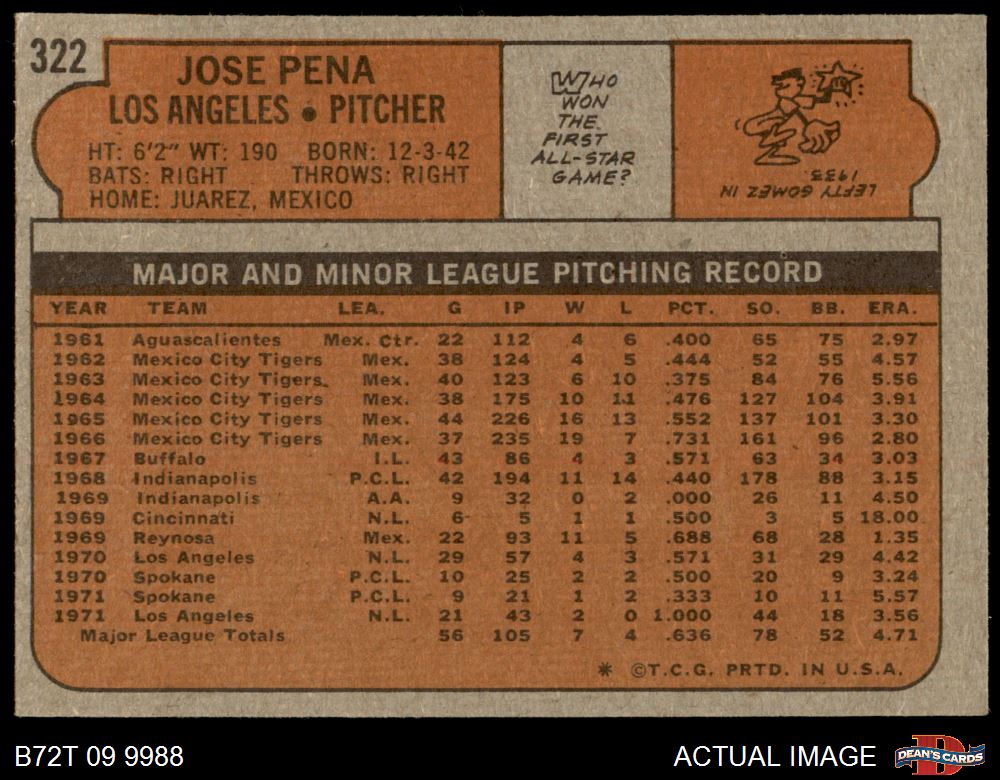 322
JOSE PENA
LOS ANGELES • PITCHER
HT: 6'2" WT: 190 BORN: 12-3-42
BATS: RIGHT THROWS: RIGHT
HOME: JUAREZ, MEXICO
WHO
WON
THE
FIRST
ALL-STAR
GAME?
LEFTY GOMEZ IN
1933.
MAJOR AND MINOR LEAGUE PITCHING RECORD
YEAR TEAM LEA. G IP W L PCT. SO. BB. ERA.
1961 Aguascalientes Mex. Ctr. 22 112 4 6 .400 65 75 2.97
1962 Mexico City Tigers Mex. 38 124 4 5 .444 52 55 4.57
1963 Mexico City Tigers Mex. 40 123 6 10 .375 84 76 5.56
1964 Mexico City Tigers Mex. 38 175 10 11 .476 127 104 3.91
1965 Mexico City Tigers Mex. 44 226 16 13 .552 137 101 3.30
1966 Mexico City Tigers Mex. 37 235 19 7 .731 161 96 2.80
1967 Buffalo I.L. 43 86 4 3 .571 63 34 3.03
1968 Indianapolis P.C.L. 42 194 11 14 .440 178 88 3.15
1969 Indianapolis A.A. 9 32 0 2 .000 26 11 4.50
1969 Cincinnati N.L. 6 5 1 1 .500 3 5 18.00
1969 Reynosa Mex. 22 93 11 5 .688 68 28 1.35
1970 Los Angeles N.L. 29 57 4 3 .571 31 29 4.42
1970 Spokane P.C.L. 10 25 2 2 .500 20 9 3.24
1971 Spokane P.C.L. 9 21 1 2 .333 10 11 5.57
1971 Los Angeles N.L. 21 43 2 0 1.000 44 18 3.56
Major League Totals 56 105 7 4 .636 78 52 4.71
* ©T.C.G. PRTD. IN U.S.A.
B72T 09 9988
ACTUAL IMAGE
D
DEAN'S CARDS